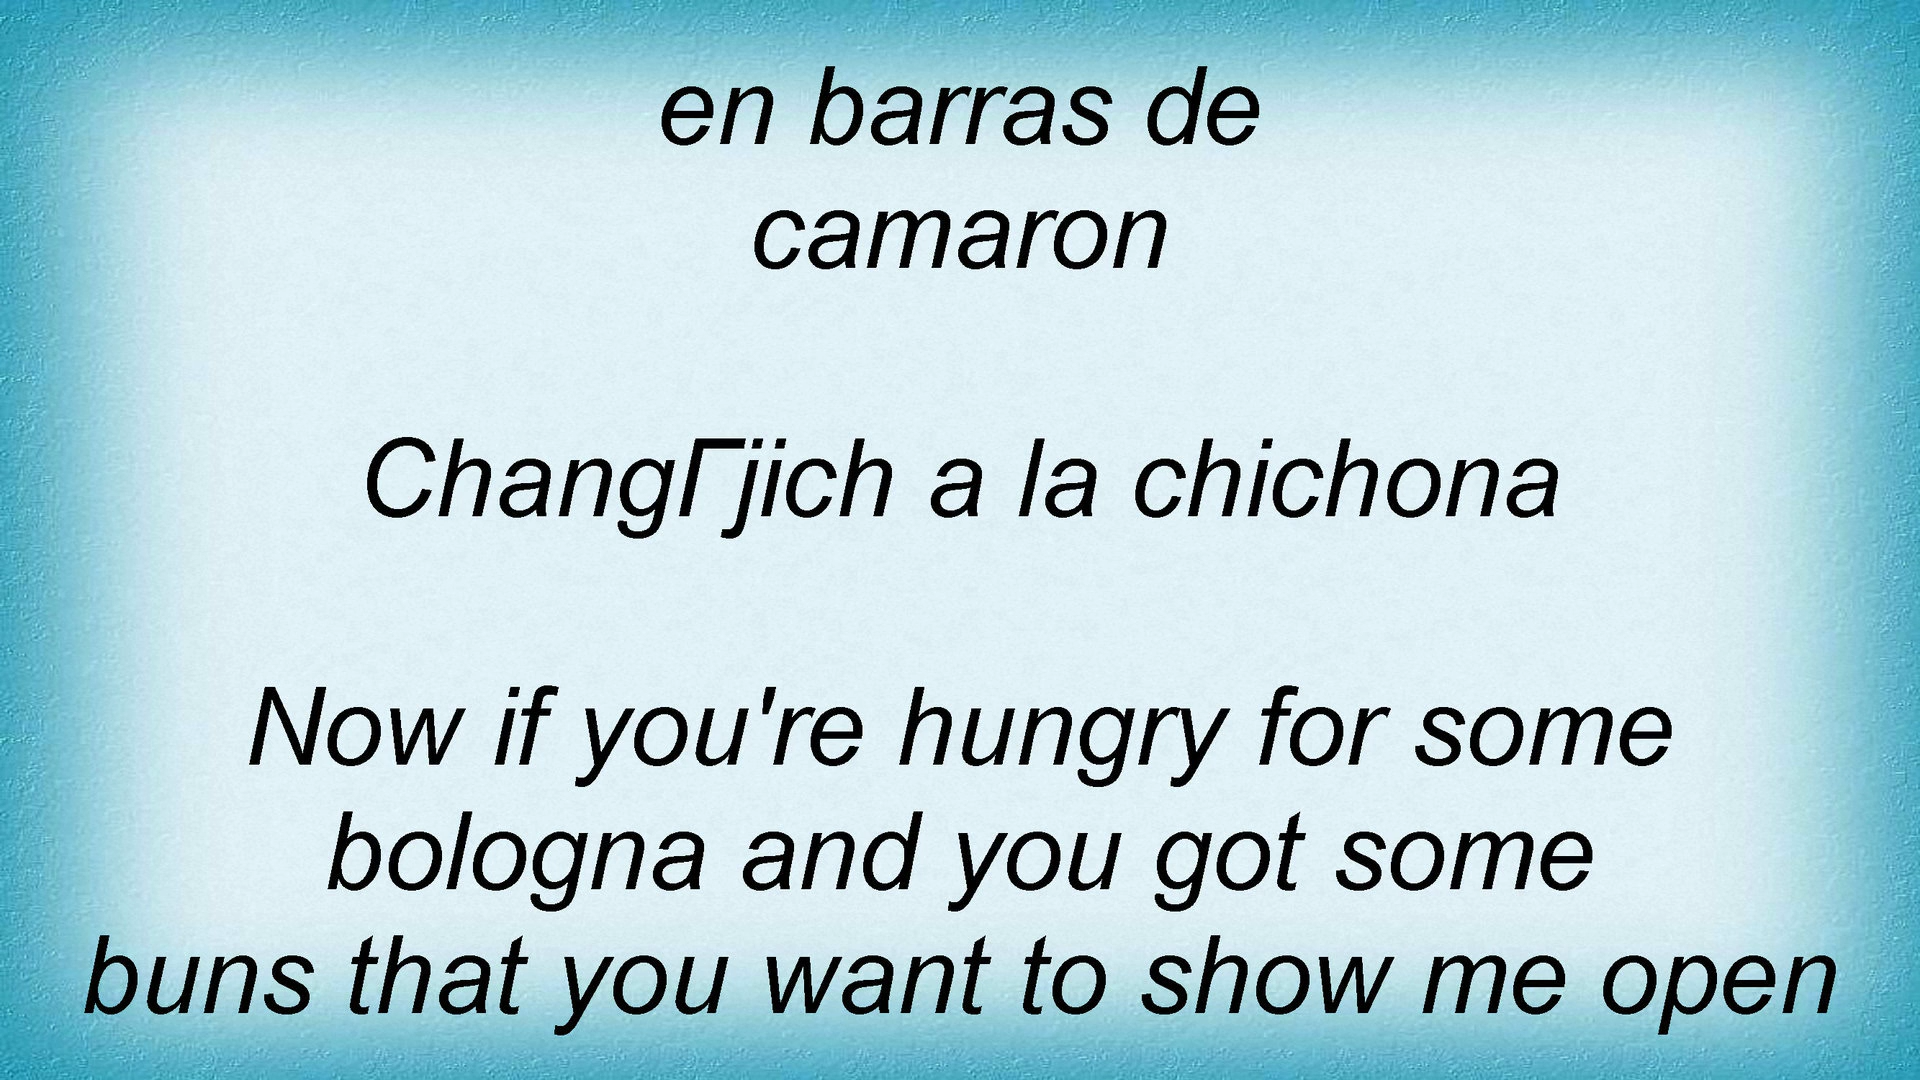 en barras de
camaron
ChangГjich a la chichona
Now if you're hungry for some
bologna and you got some
buns that you want to show me open